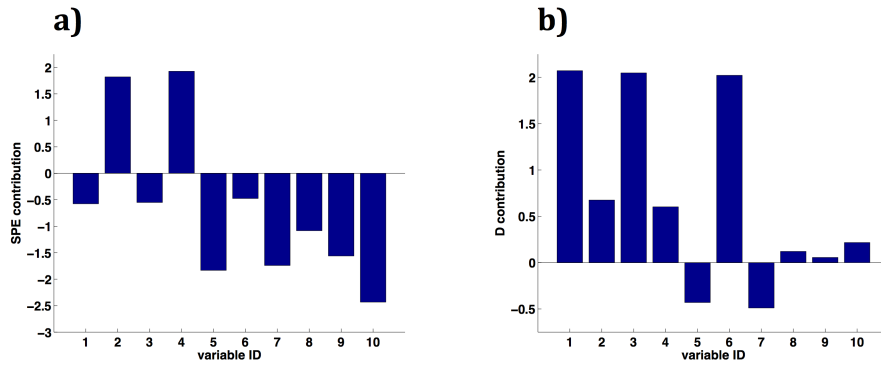 a)
SPE contribution
2
1.5
1
0.5
0
−0.5
−1
−1.5
−2
−2.5
−3
1 2 3 4 5 6 7 8 9 10
variable ID
b)
D contribution
2
1.5
1
0.5
0
−0.5
1 2 3 4 5 6 7 8 9 10
variable ID